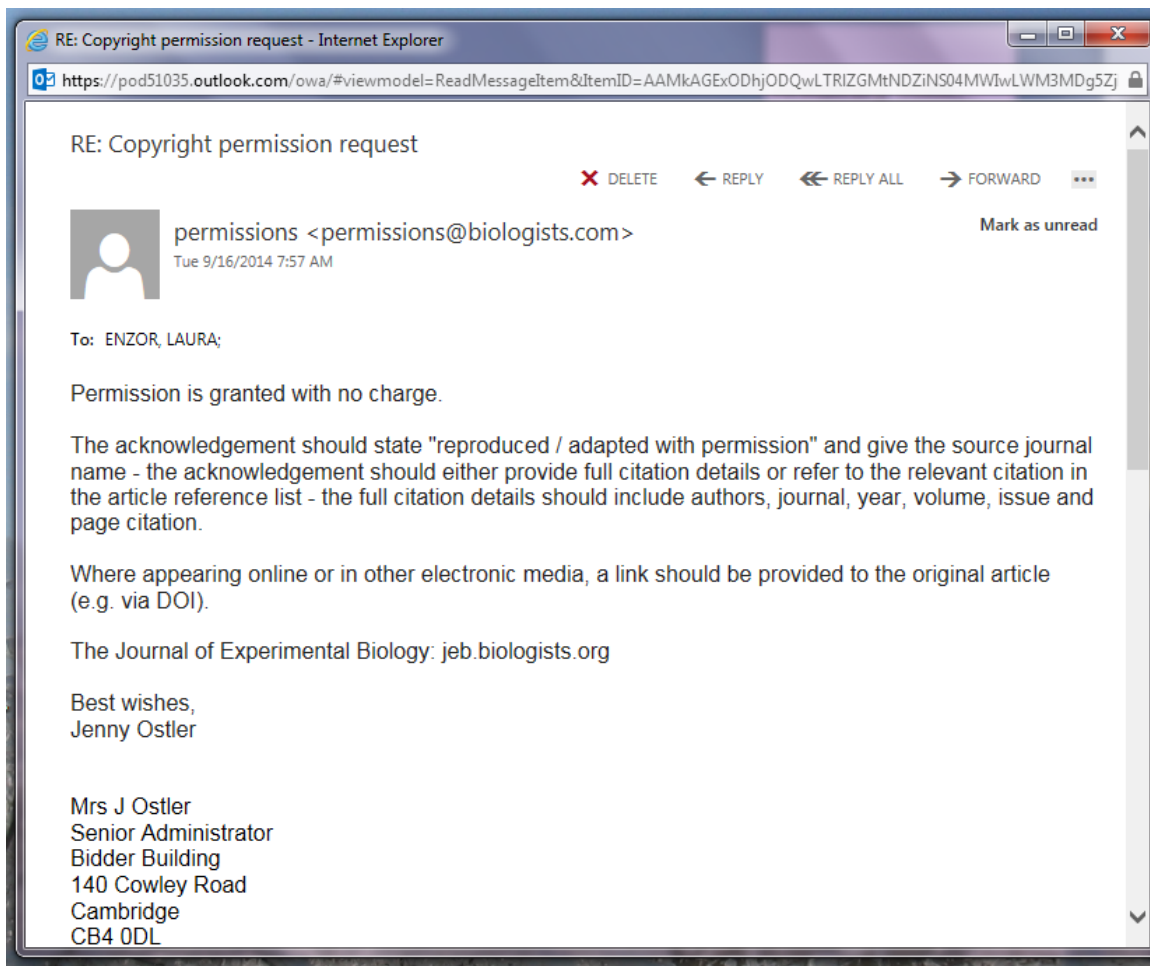 RE: Copyright permission request - Internet Explorer
https://pod51035.outlook.com/owa/#viewmodel=ReadMessageItem&ItemID=AAMkAGExODhjODQwLTRlZGMtNDZiNS04MWIwLWM3MDg5Zj
RE: Copyright permission request
DELETE REPLY REPLY ALL FORWARD
permissions <permissions@biologists.com>
Mark as unread
Tue 9/16/2014 7:57 AM
To: ENZOR, LAURA;
Permission is granted with no charge.
The acknowledgement should state "reproduced / adapted with permission" and give the source journal
name - the acknowledgement should either provide full citation details or refer to the relevant citation in
the article reference list - the full citation details should include authors, journal, year, volume, issue and
page citation.
Where appearing online or in other electronic media, a link should be provided to the original article
(e.g. via DOI).
The Journal of Experimental Biology: jeb.biologists.org
Best wishes,
Jenny Ostler
Mrs J Ostler
Senior Administrator
Bidder Building
140 Cowley Road
Cambridge
CB4 0DL